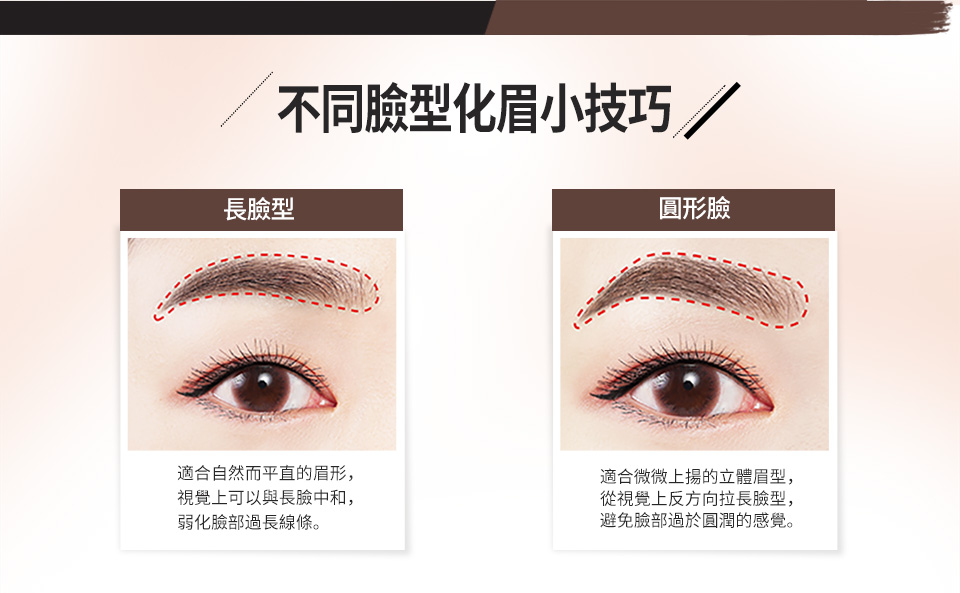 不同臉型化眉小技巧
長臉型
適合自然而平直的眉形，
視覺上可以與長臉中和，
弱化臉部過長線條。
圓形臉
適合微微上揚的立體眉型，
從視覺上反方向拉長臉型，
避免臉部過於圓潤的感覺。